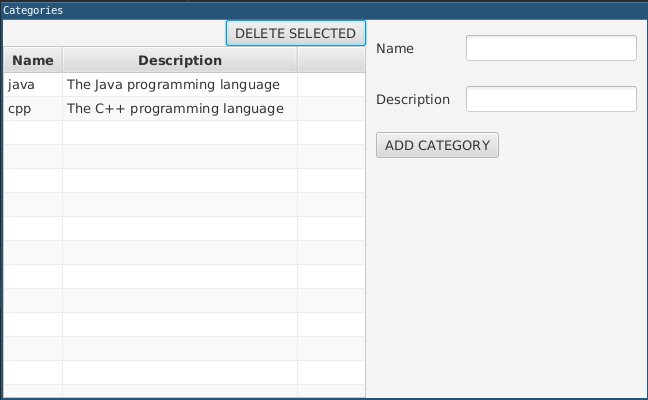 Categories
DELETE SELECTED
Name Description
java The Java programming language
cpp The C++ programming language
Name
Description
ADD CATEGORY